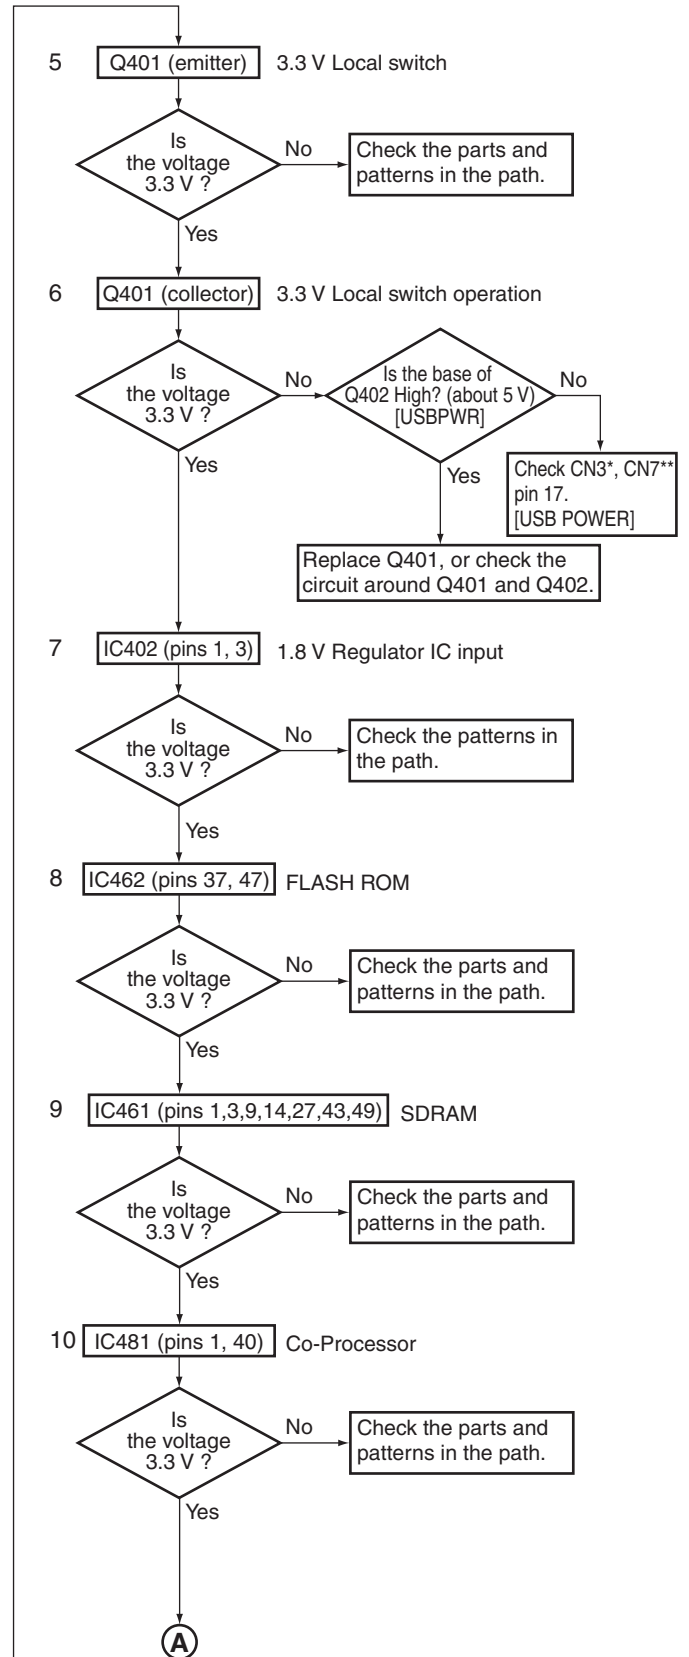 5 Q401 (emitter) 3.3 V Local switch
Is
the voltage
3.3 V ?
No
Check the parts and
patterns in the path.
Yes
6 Q401 (collector) 3.3 V Local switch operation
Is
the voltage
3.3 V ?
No
Is the base of
Q402 High? (about 5 V)
[USBPWR]
No
Check CN3*, CN7**
pin 17.
[USB POWER]
Yes
Replace Q401, or check the
circuit around Q401 and Q402.
Yes
7 IC402 (pins 1, 3) 1.8 V Regulator IC input
Is
the voltage
3.3 V ?
No
Check the patterns in
the path.
Yes
8 IC462 (pins 37, 47) FLASH ROM
Is
the voltage
3.3 V ?
No
Check the parts and
patterns in the path.
Yes
9 IC461 (pins 1,3,9,14,27,43,49) SDRAM
Is
the voltage
3.3 V ?
No
Check the parts and
patterns in the path.
Yes
10 IC481 (pins 1, 40) Co-Processor
Is
the voltage
3.3 V ?
No
Check the parts and
patterns in the path.
Yes
A